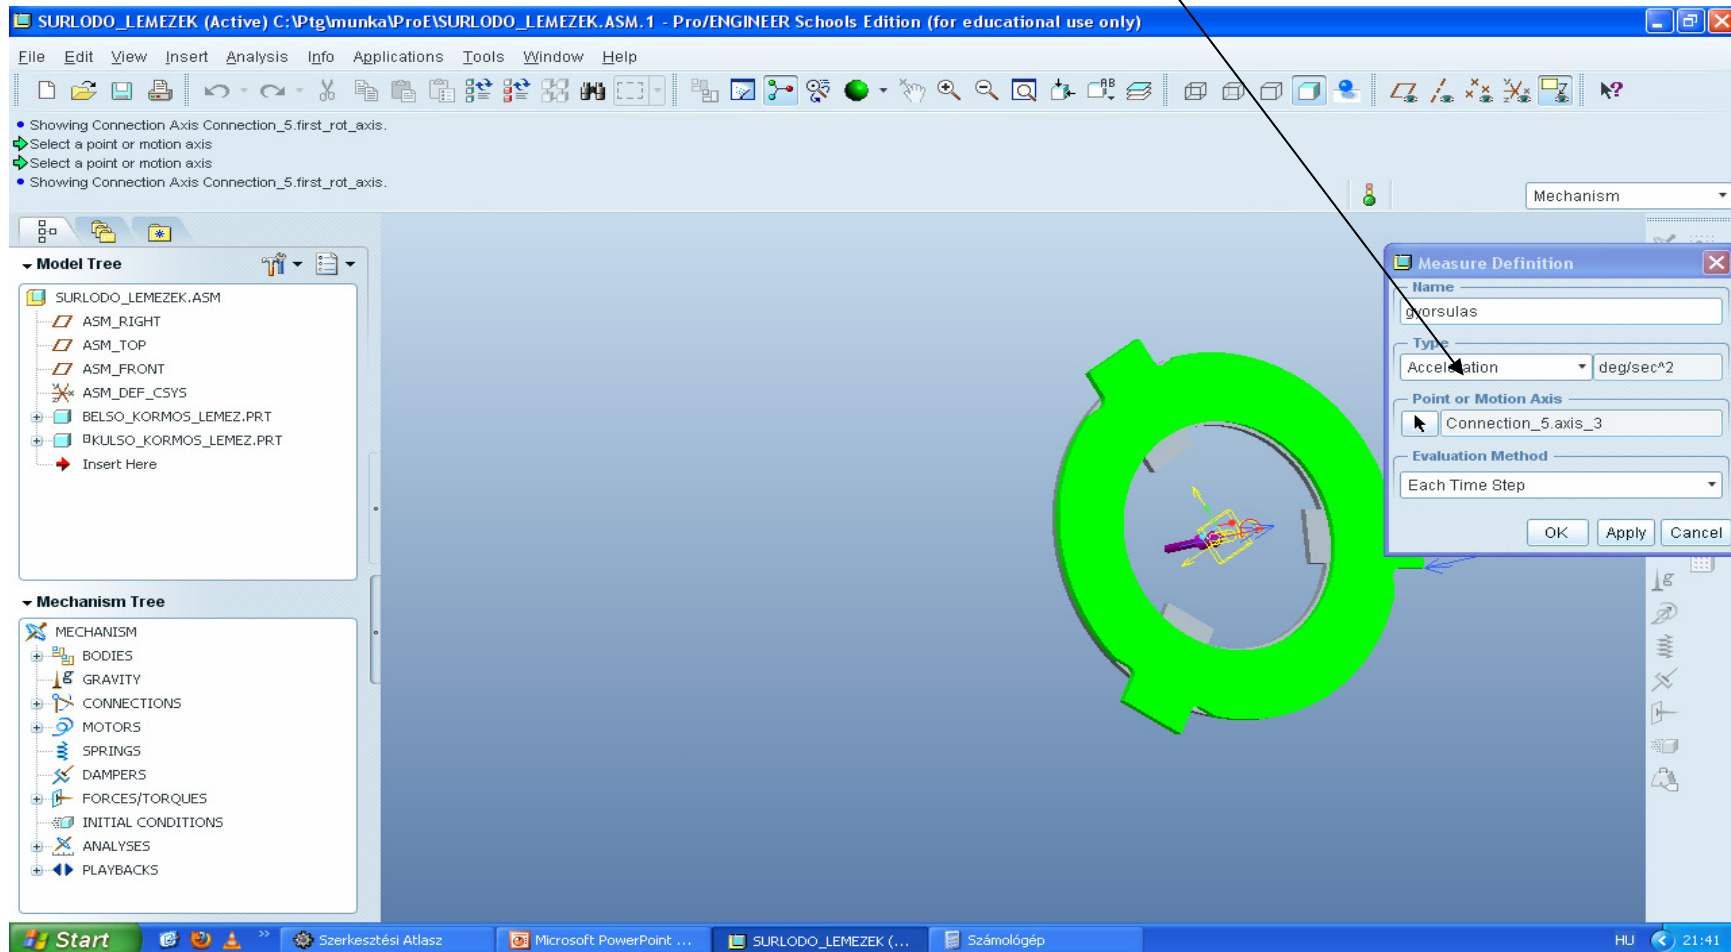 SURLODO_LEMEZEK (Active) C:\Ptg\munka\ProE\SURLODO_LEMEZEK.ASM.1 - Pro/ENGINEER Schools Edition (for educational use only)
File Edit View Insert Analysis Info Applications Tools Window Help
Showing Connection Axis Connection_5.first_rot_axis.
Select a point or motion axis
Select a point or motion axis
Showing Connection Axis Connection_5.first_rot_axis.
Mechanism
Model Tree
SURLODO_LEMEZEK.ASM
ASM_RIGHT
ASM_TOP
ASM_FRONT
ASM_DEF_CSYS
BELSO_KORMOS_LEMEZ.PRT
KULSO_KORMOS_LEMEZ.PRT
Insert Here
Mechanism Tree
MECHANISM
BODIES
GRAVITY
CONNECTIONS
MOTORS
SPRINGS
DAMPERS
FORCES/TORQUES
INITIAL CONDITIONS
ANALYSES
PLAYBACKS
Measure Definition
Name
gyorsulas
Type
Acceleration deg/sec^2
Point or Motion Axis
Connection_5.axis_3
Evaluation Method
Each Time Step
OK Apply Cancel
Start Szerkesztési Atlasz Microsoft PowerPoint ... SURLODO_LEMEZEK (... Számológép HU 21:41